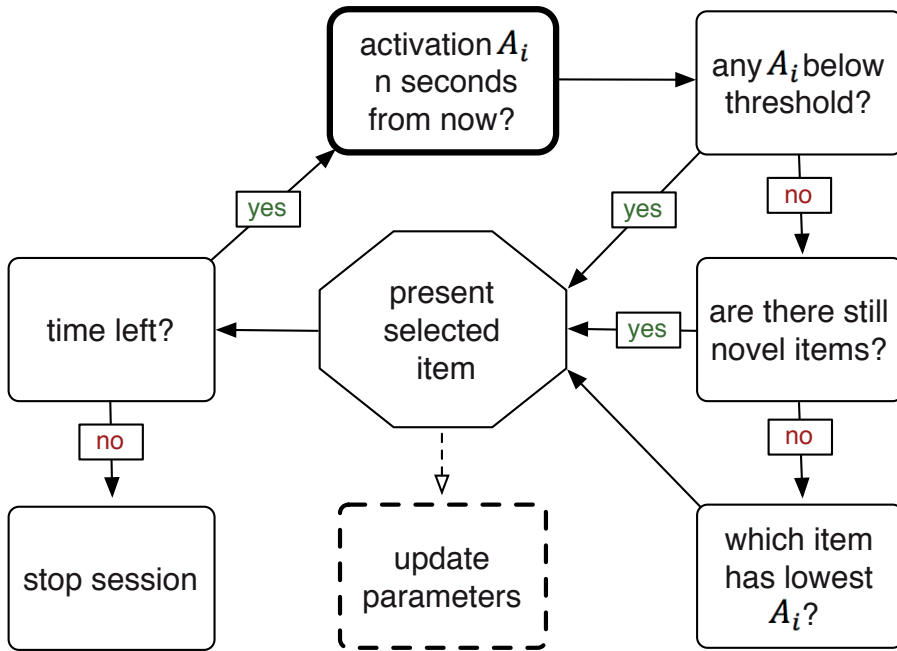 activation A_i
n seconds
from now?
any A_i below
threshold?
yes
yes
no
time left?
present
selected
item
yes
are there still
novel items?
no
no
stop session
update
parameters
which item
has lowest
A_i?